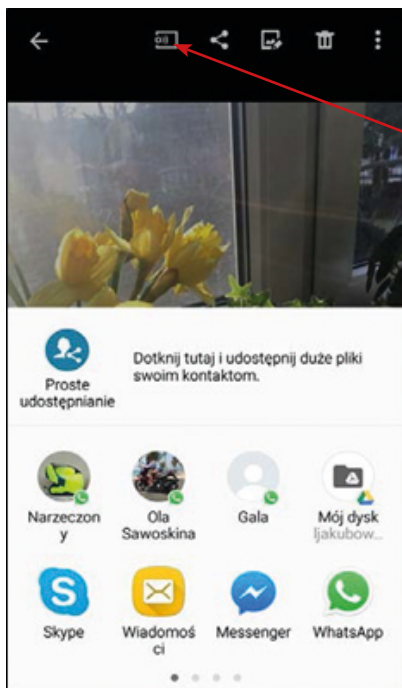 Dotknij tutaj i udostępnij duże pliki
swoim kontaktom.
Proste
udostępnianie
Narzeczon
y
Ola
Sawoskina
Gala
Mój dysk
ljakubow...
Skype
Wiadomoś
ci
Messenger
WhatsApp